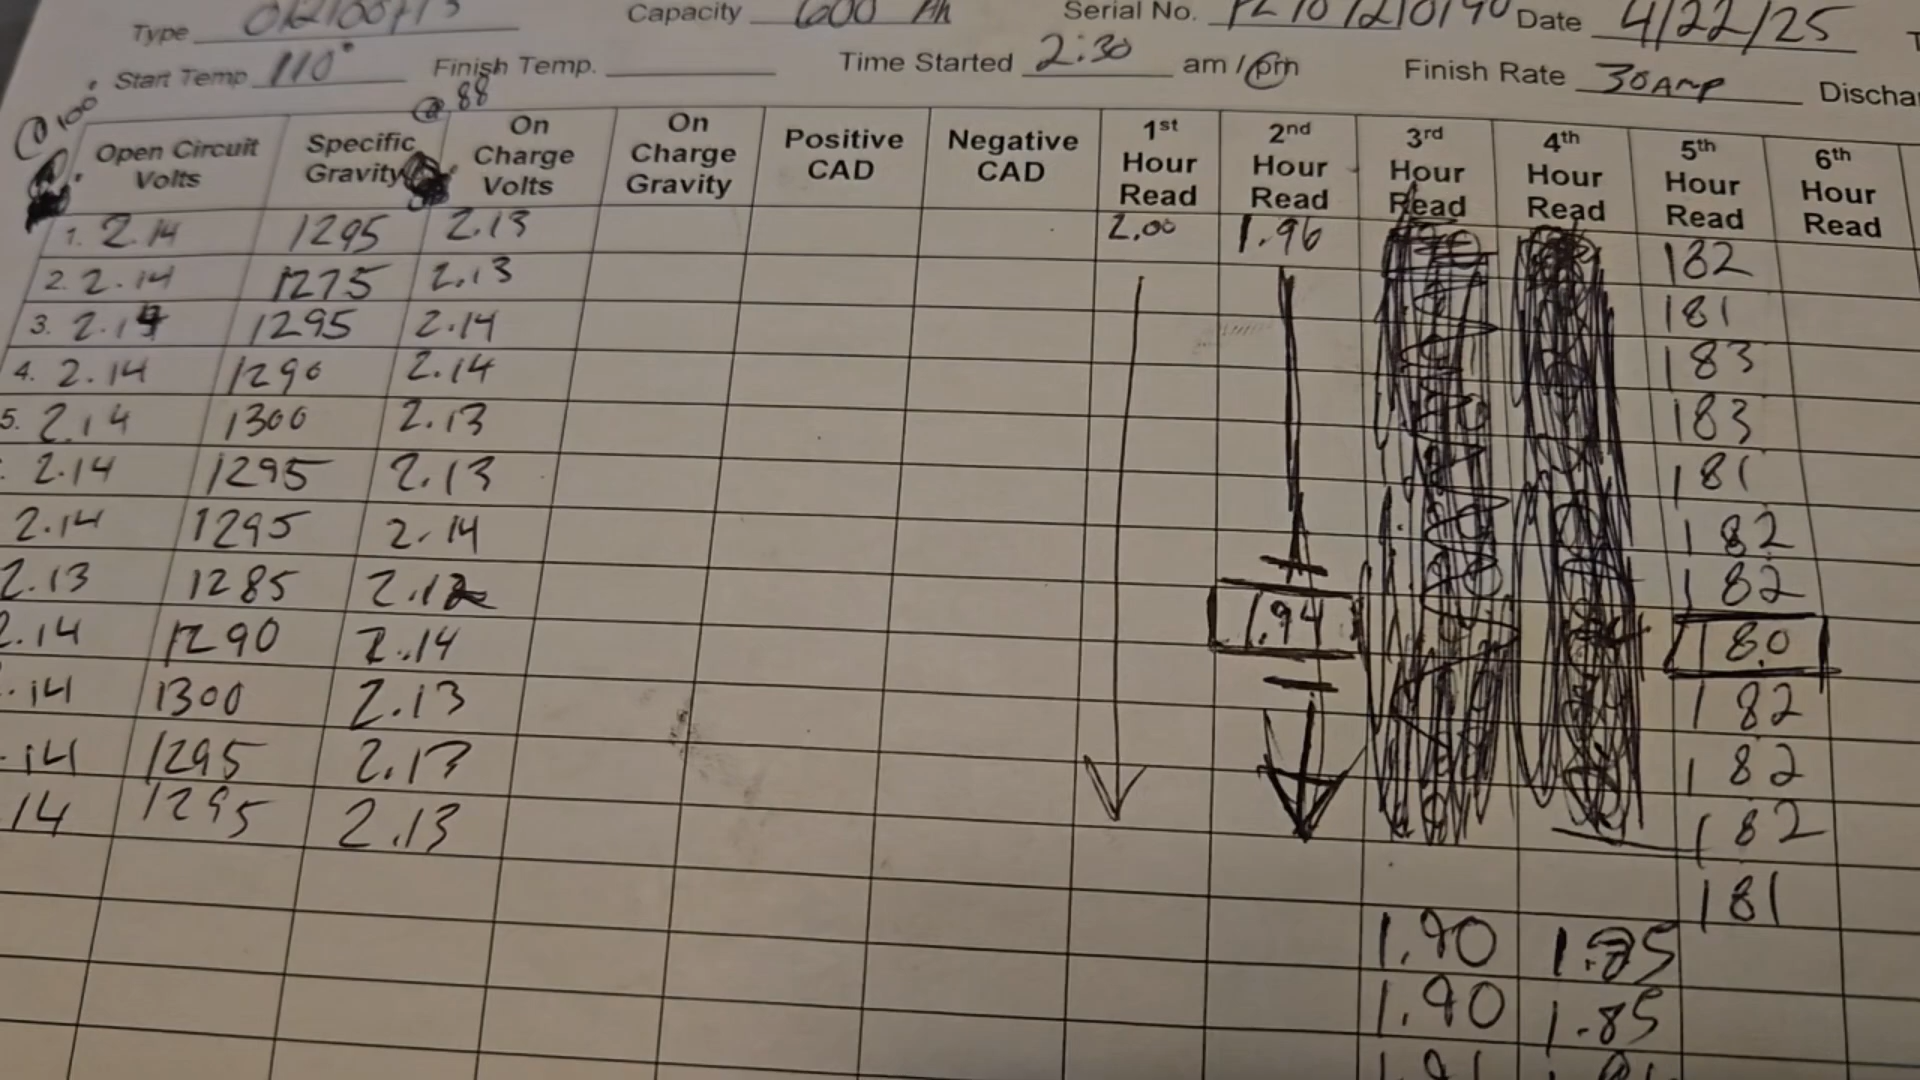 Type Capacity 600 Ah Serial No. Date 4/22/25
Start Temp 110° Finish Temp. Time Started 2:30 am / pm Finish Rate 30AMP Discha
@ 100° @ 88
Open Circuit Volts Specific Gravity On Charge Volts On Charge Gravity Positive CAD Negative CAD 1st Hour Read 2nd Hour Read 3rd Hour Read 4th Hour Read 5th Hour Read 6th Hour Read
1. 2.14 1295 2.13 2.00 1.96 182
2. 2.14 1275 2.13 181
3. 2.14 1295 2.14 183
4. 2.14 1290 2.14 183
5. 2.14 1300 2.13 181
2.14 1295 2.13 182
2.14 1295 2.14 182
2.13 1285 2.12 1.94 180
2.14 1290 2.14 182
.14 1300 2.13 182
.14 1295 2.13 182
14 1295 2.13 181
1.90 1.85
1.90 1.85
1.91